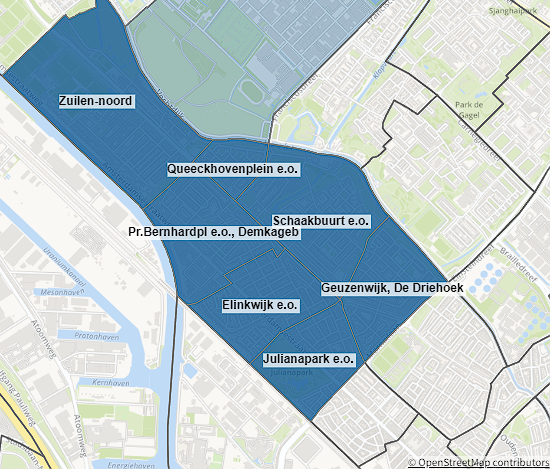 Sjanghaipark
Zuilen-noord
Park de
Gagel
Queeckhovenplein e.o.
Schaakbuurt e.o.
Pr.Bernhardpl e.o., Demkageb
Brailledreef
Uraniumkanaal
Mesanhaven
Geuzenwijk, De Driehoek
Elinkwijk e.o.
Atoomweg
Protonhaven
Julianapark e.o.
Julianapark
Kernhaven
Atoomweg
Energiehaven
© OpenStreetMap contributors